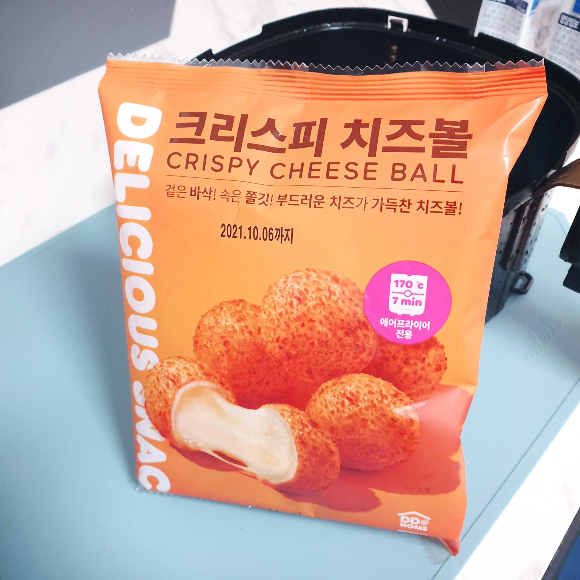 크리스피 치즈볼
CRISPY CHEESE BALL
겉은 바삭! 속은 쫄깃! 부드러운 치즈가 가득찬 치즈볼!
2021.10.06까지
170 ℃
7 min
에어프라이어
전용
DELICIOUS SNAC
HOME